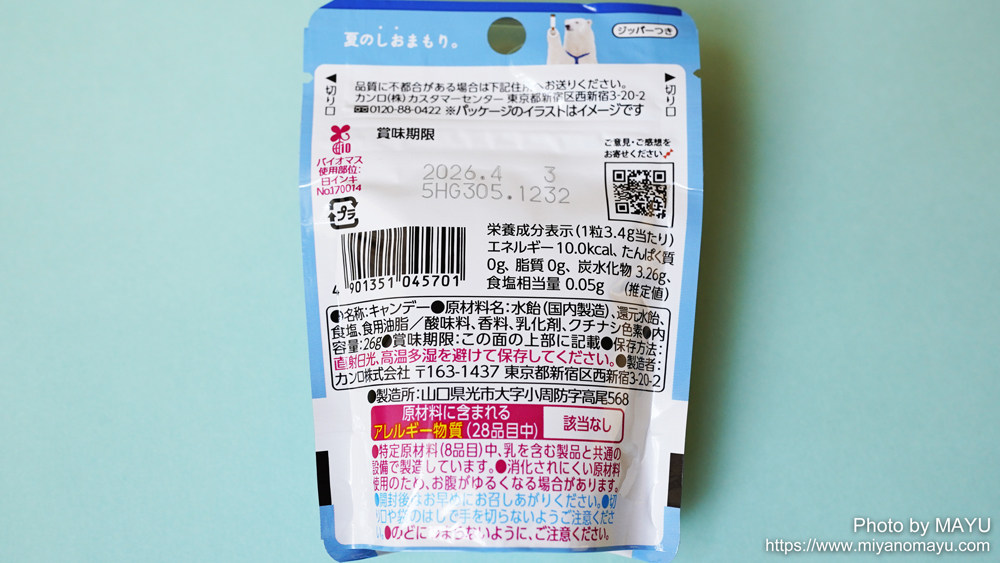 夏のしおまもり。
ジッパーつき
◀切り口
▶切り口
品質に不都合がある場合は下記住所へお送りください。
カンロ(株)カスタマーセンター 東京都新宿区西新宿3-20-2
0120-88-0422 ※パッケージのイラストはイメージです
賞味期限
ご意見・ご感想を
お寄せください
バイオマス
使用部位:
日インキ
No.170014
プラ
2026.4 3
5HG305.1232
栄養成分表示(1粒3.4g当たり)
エネルギー10.0kcal、たんぱく質
0g、脂質0g、炭水化物3.26g、
食塩相当量0.05g (推定値)
4 901351 045701
●名称:キャンデー●原材料名:水飴(国内製造)、還元水飴、
食塩、食用油脂/酸味料、香料、乳化剤、クチナシ色素●内
容量:26g●賞味期限:この面の上部に記載●保存方法:
直射日光、高温多湿を避けて保存してください。●製造者:
カンロ株式会社 〒163-1437 東京都新宿区西新宿3-20-2
●製造所:山口県光市大字小周防字高尾568
原材料に含まれる
アレルギー物質(28品目中)
該当なし
●特定原材料(8品目)中、乳を含む製品と共通の
設備で製造しています。●消化されにくい原材料
使用のため、お腹がゆるくなる場合があります。
●開封後はお早めにお召しあがりください。●切
り口や袋のはしで手を切らないようご注意くださ
い。●のどにつまらないように、ご注意ください。
Photo by MAYU
https://www.miyanomayu.com